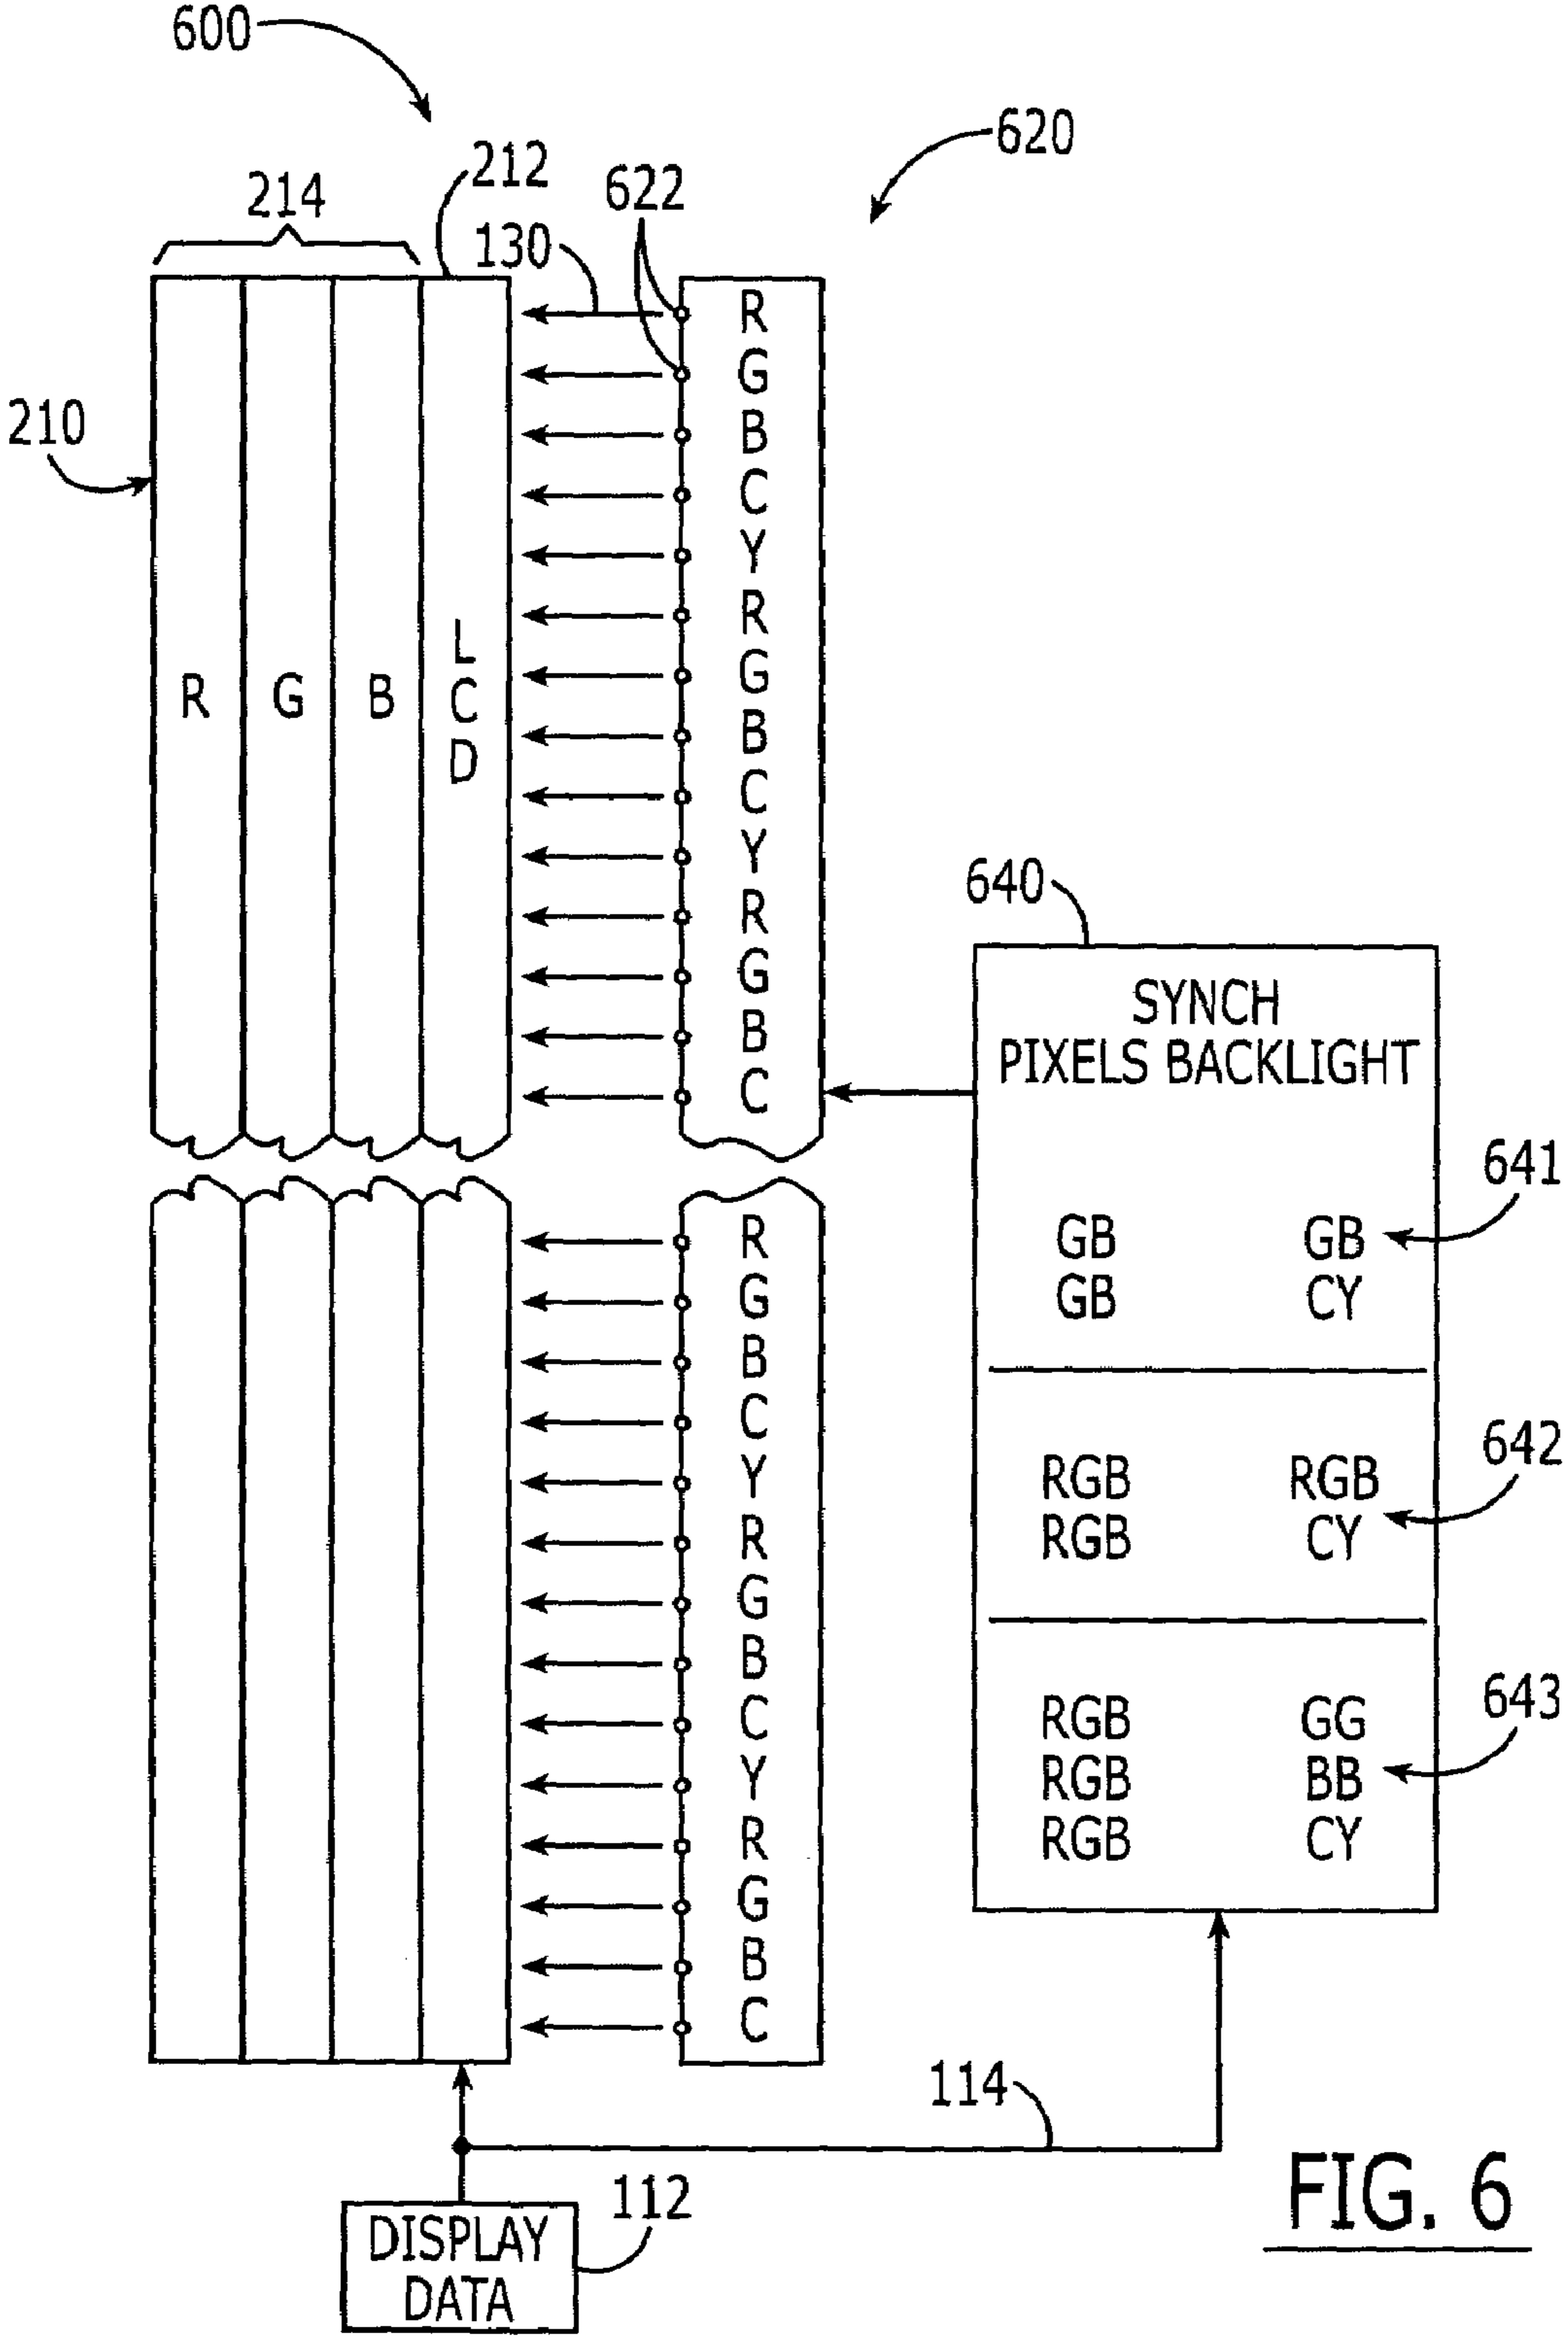 600
620
212
214
622
130
210
R
G
B
C
Y
R
G
B
C
Y
R
G
B
C
R G B
L
C
D
640
SYNCH
PIXELS BACKLIGHT
641
GB GB
GB CY
642
RGB RGB
RGB CY
643
RGB GG
RGB BB
RGB CY
R
G
B
C
Y
R
G
B
C
Y
R
G
B
C
114
112
DISPLAY
DATA
FIG. 6